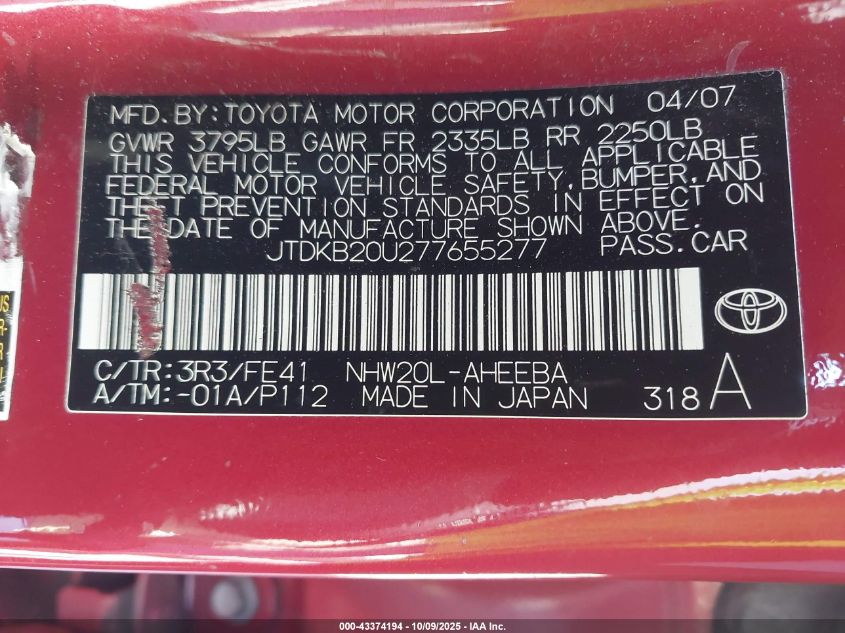 MFD. BY: TOYOTA MOTOR CORPORATION 04/07
GVWR 3795LB GAWR FR 2335LB RR 2250LB
THIS VEHICLE CONFORMS TO ALL APPLICABLE
FEDERAL MOTOR VEHICLE SAFETY, BUMPER, AND
THEFT PREVENTION STANDARDS IN EFFECT ON
THE DATE OF MANUFACTURE SHOWN ABOVE.
JTDKB20U277655277 PASS. CAR
C/TR: 3R3/FE41 NHW20L-AHEEBA
A/TM: -01A/P112 MADE IN JAPAN 318 A
000-43374194 - 10/09/2025 - IAA Inc.